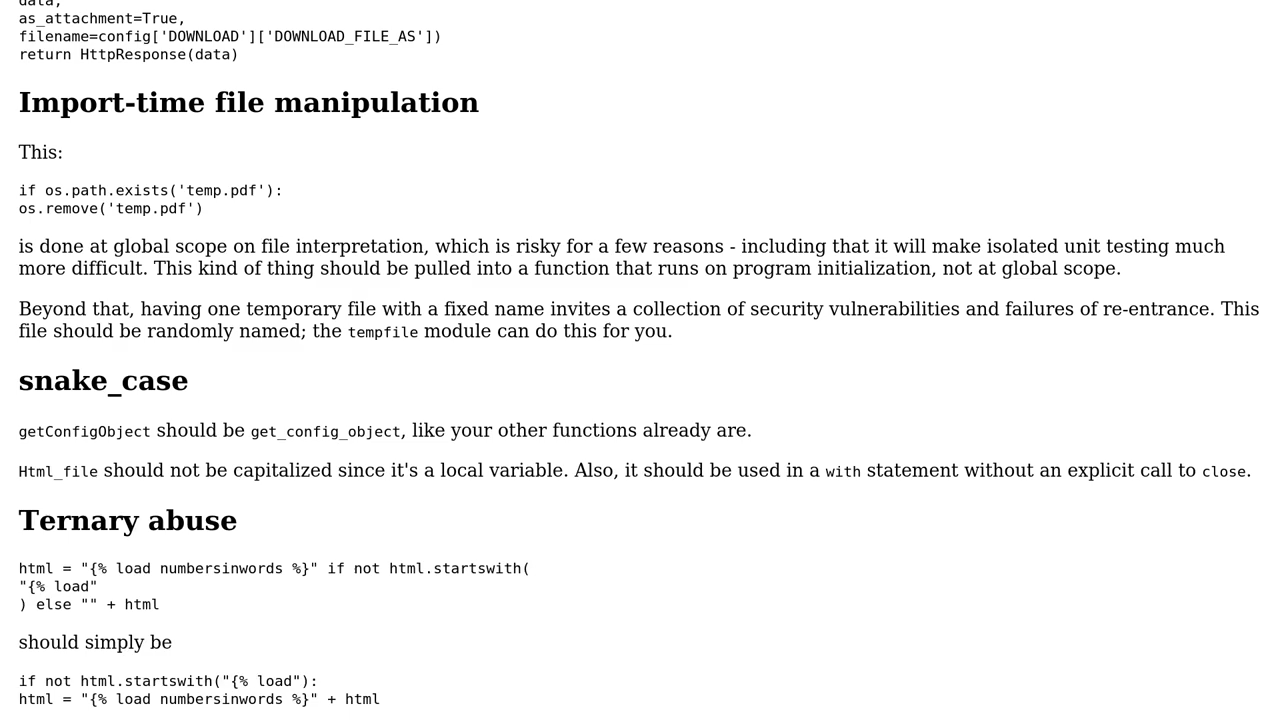 data,
as_attachment=True,
filename=config['DOWNLOAD']['DOWNLOAD_FILE_AS'])
return HttpResponse(data)
Import-time file manipulation
This:
if os.path.exists('temp.pdf'):
os.remove('temp.pdf')
is done at global scope on file interpretation, which is risky for a few reasons - including that it will make isolated unit testing much
more difficult. This kind of thing should be pulled into a function that runs on program initialization, not at global scope.
Beyond that, having one temporary file with a fixed name invites a collection of security vulnerabilities and failures of re-entrance. This
file should be randomly named; the tempfile module can do this for you.
snake_case
getConfigObject should be get_config_object, like your other functions already are.
Html_file should not be capitalized since it's a local variable. Also, it should be used in a with statement without an explicit call to close.
Ternary abuse
html = "{% load numbersinwords %}" if not html.startswith(
"{% load"
) else "" + html
should simply be
if not html.startswith("{% load"):
html = "{% load numbersinwords %}" + html